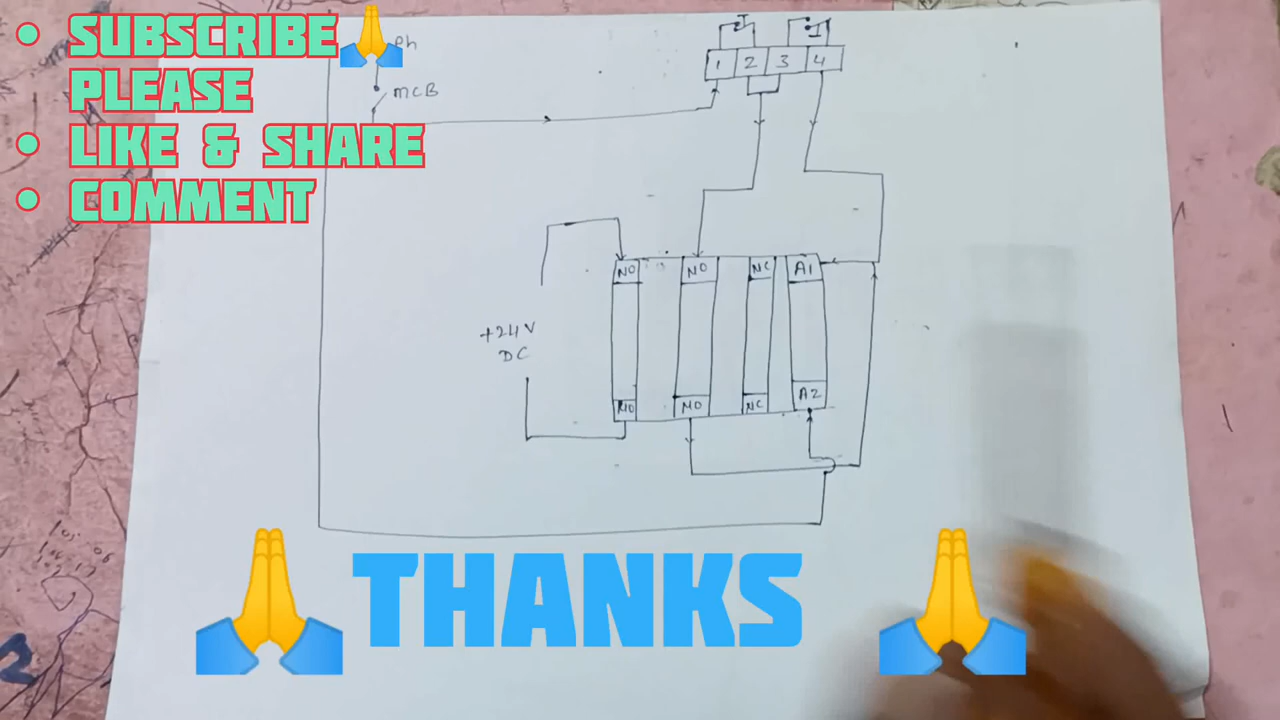 SUBSCRIBE🙏
PLEASE
LIKE & SHARE
COMMENT
Ph
MCB
1 2 3 4
NO NO NC A1
+24V
DC
NO NO NC A2
THANKS